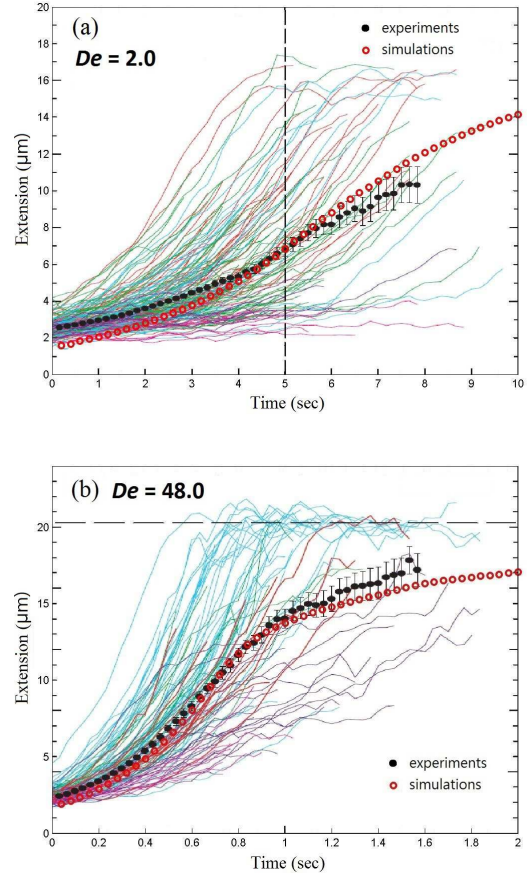 20
18
16
14
12
10
8
6
4
2
0
(a)
De = 2.0
experiments
simulations
Extension (μm)
0 1 2 3 4 5 6 7 8 9 10
Time (sec)
(b) De = 48.0
20
15
10
5
0
Extension (μm)
experiments
simulations
0 0.2 0.4 0.6 0.8 1 1.2 1.4 1.6 1.8 2
Time (sec)